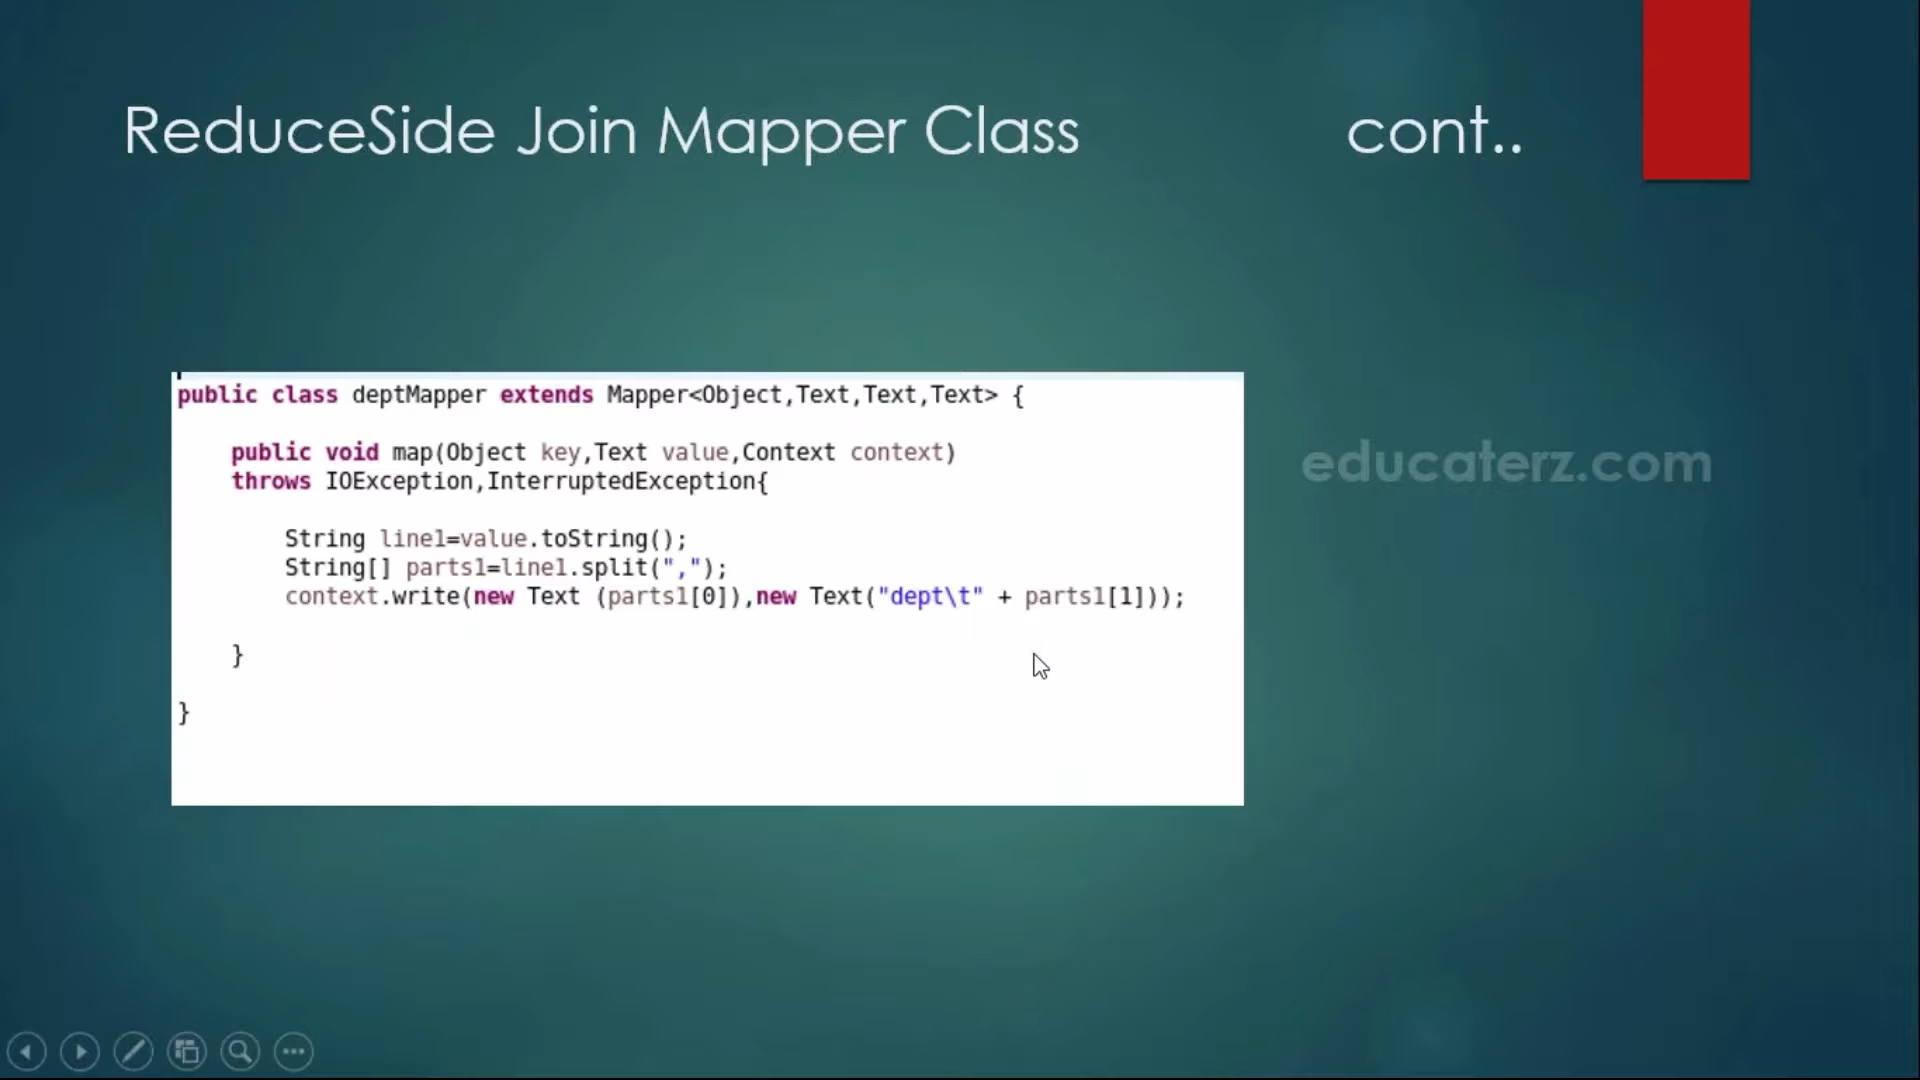 ReduceSide Join Mapper Class cont..
public class deptMapper extends Mapper<Object,Text,Text,Text> {
public void map(Object key,Text value,Context context)
throws IOException,InterruptedException{
String line1=value.toString();
String[] parts1=line1.split(",");
context.write(new Text (parts1[0]),new Text("dept\t" + parts1[1]));
}
}
educaterz.com